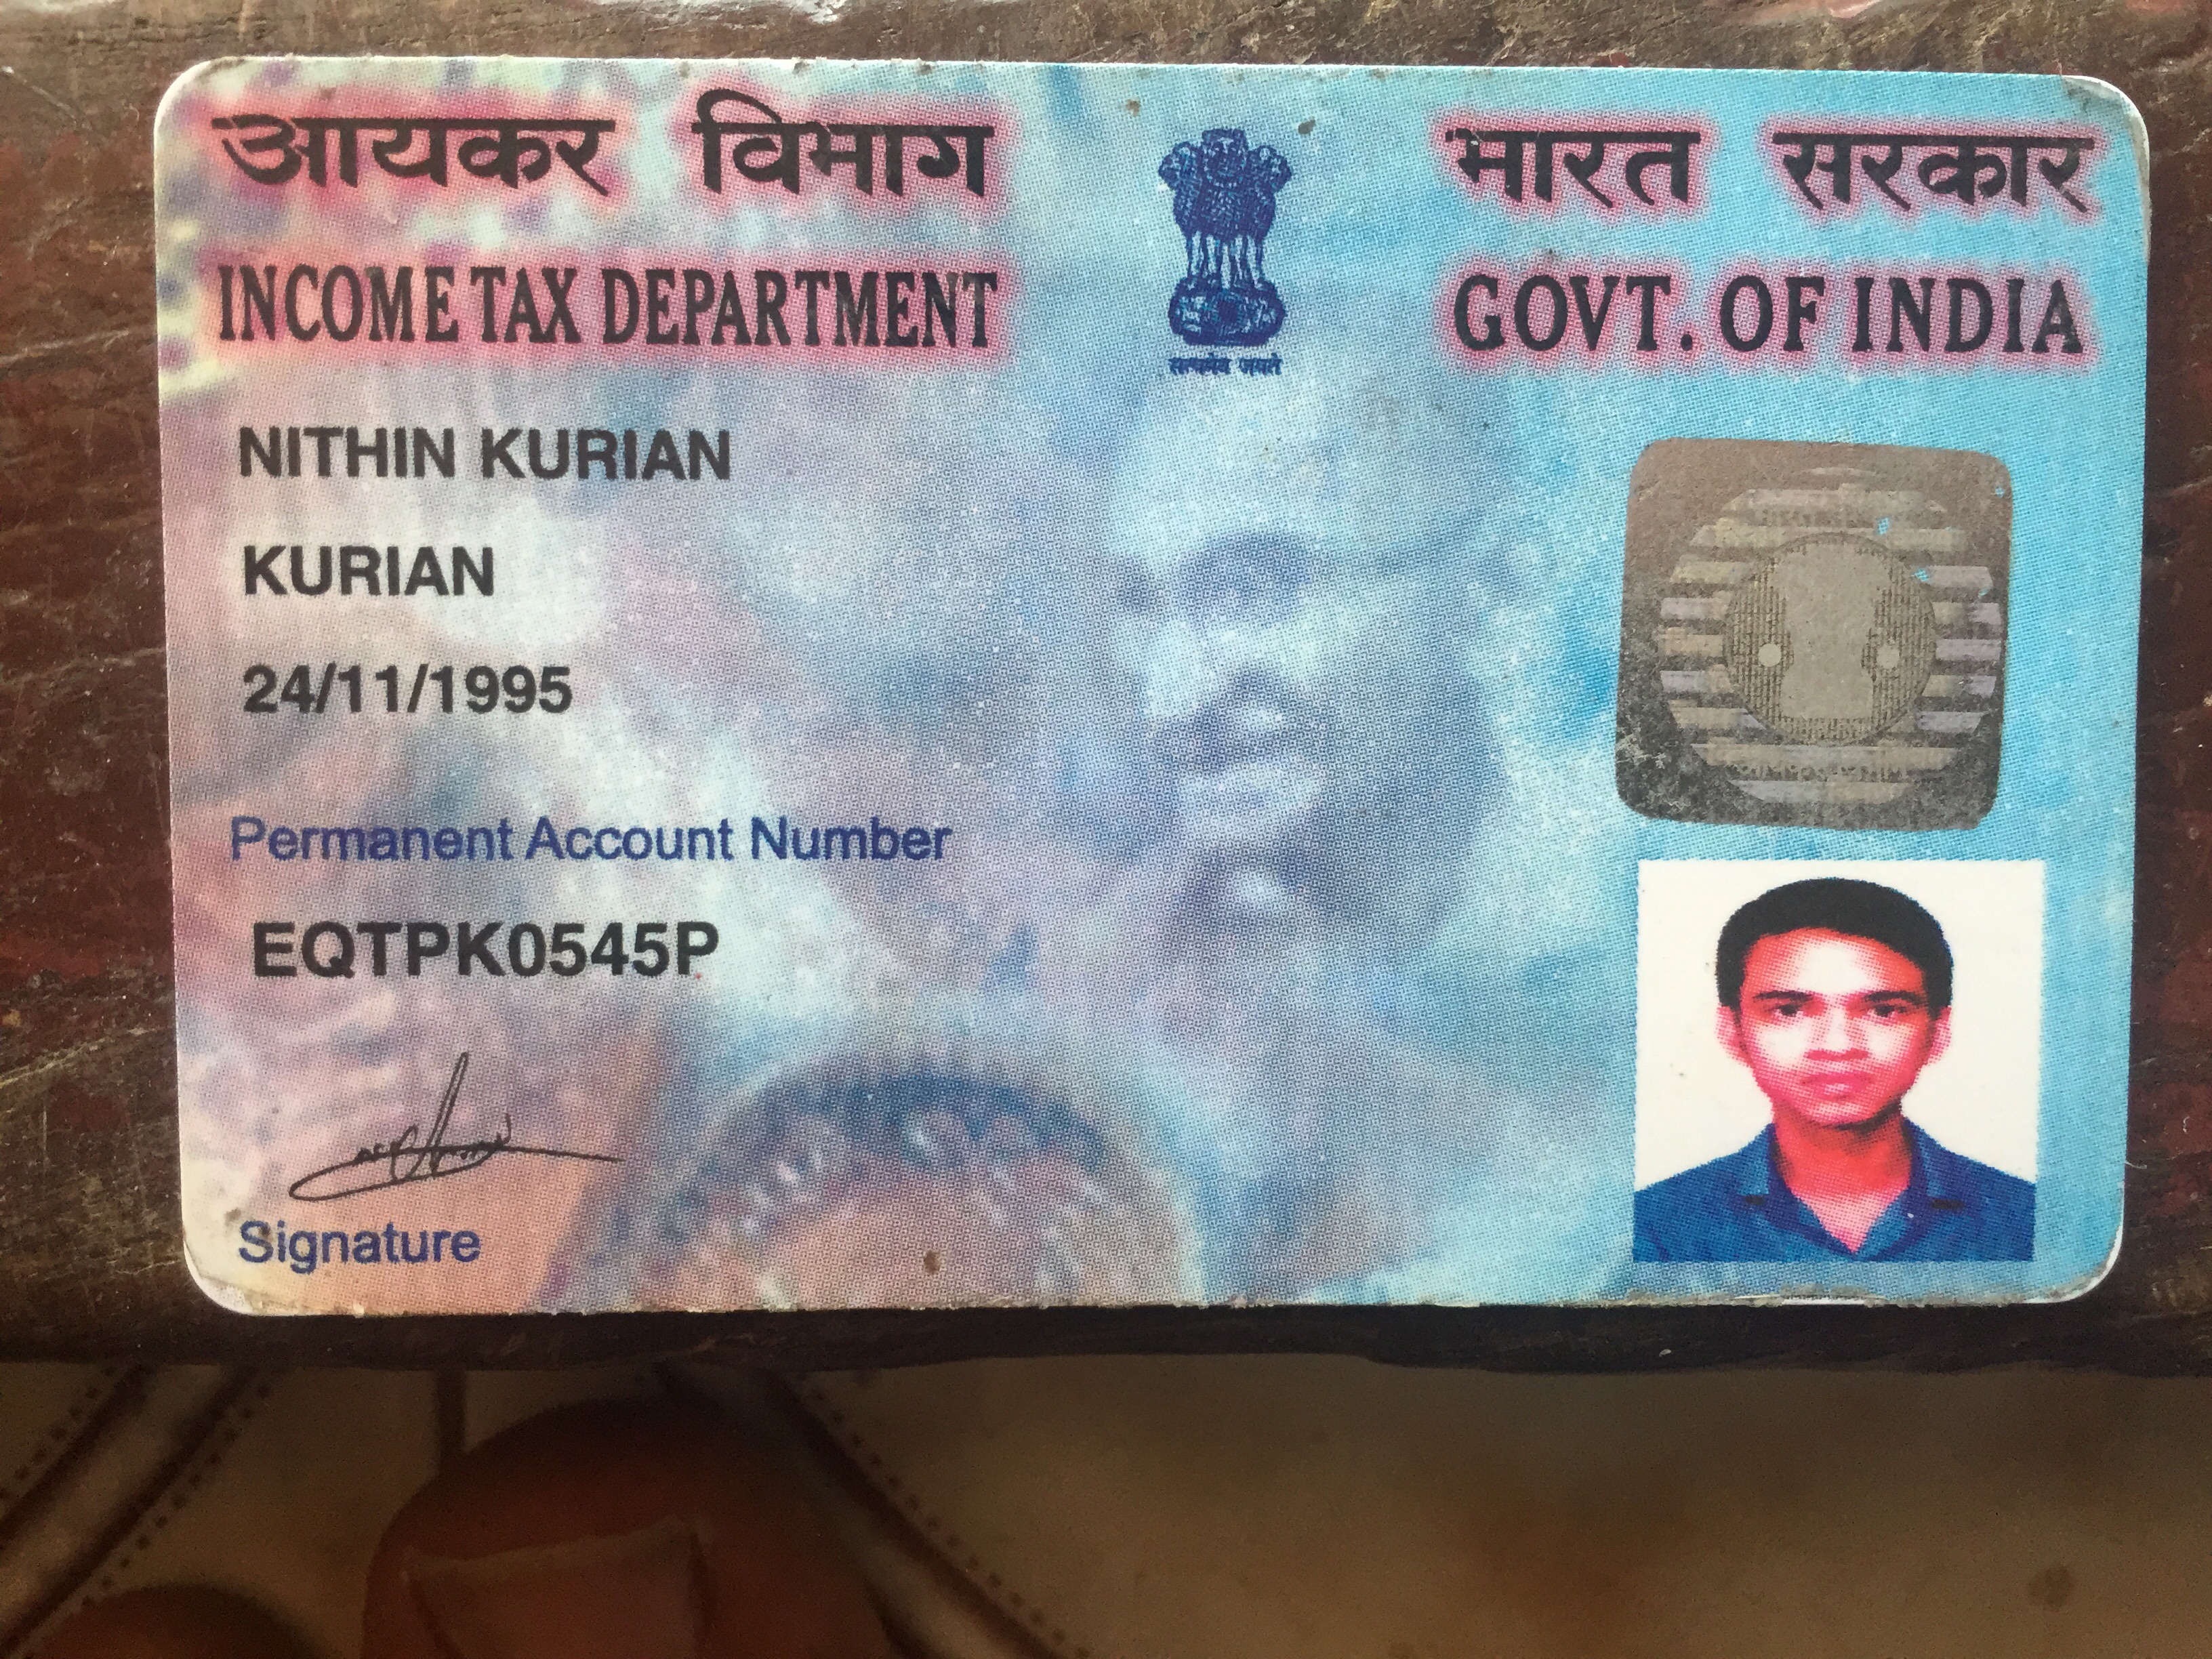 आयकर विभाग
INCOME TAX DEPARTMENT
सत्यमेव जयते
भारत सरकार
GOVT. OF INDIA
NITHIN KURIAN
KURIAN
24/11/1995
Permanent Account Number
EQTPK0545P
Signature